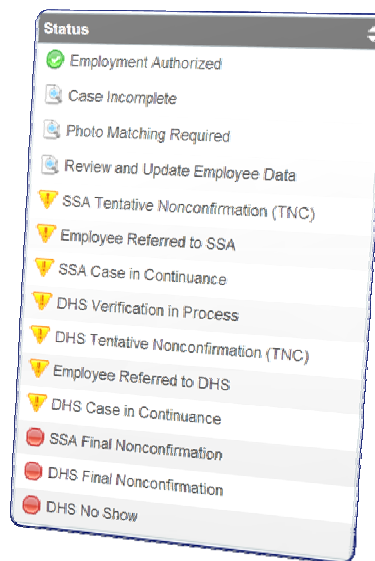 Status
Employment Authorized
Case Incomplete
Photo Matching Required
Review and Update Employee Data
SSA Tentative Nonconfirmation (TNC)
Employee Referred to SSA
SSA Case in Continuance
DHS Verification in Process
DHS Tentative Nonconfirmation (TNC)
Employee Referred to DHS
DHS Case in Continuance
SSA Final Nonconfirmation
DHS Final Nonconfirmation
DHS No Show